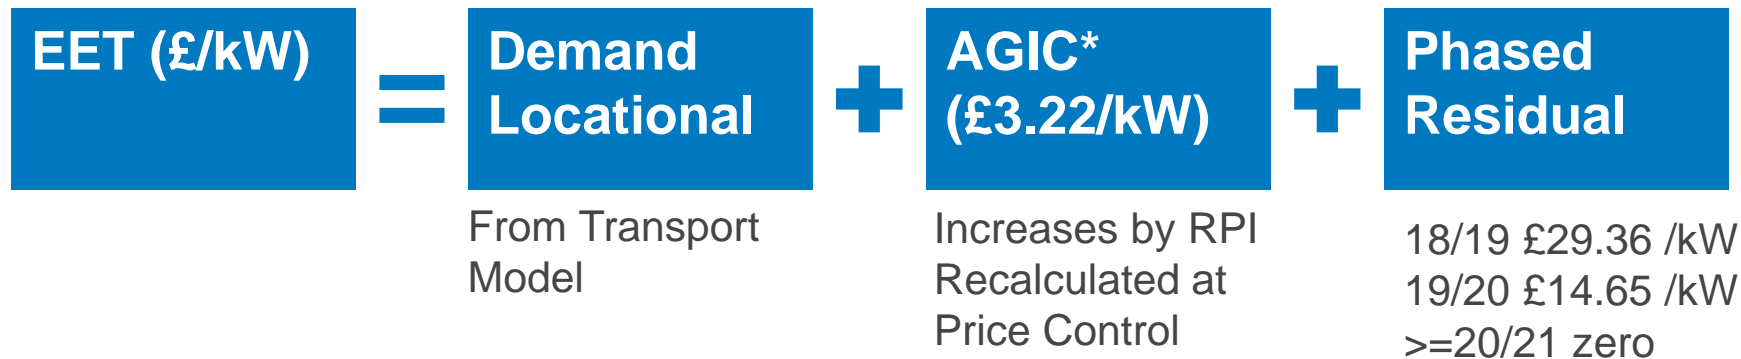 EET (£/kW)
=
Demand
Locational
+
AGIC*
(£3.22/kW)
+
Phased
Residual
From Transport
Model
Increases by RPI
Recalculated at
Price Control
18/19 £29.36 /kW
19/20 £14.65 /kW
>=20/21 zero